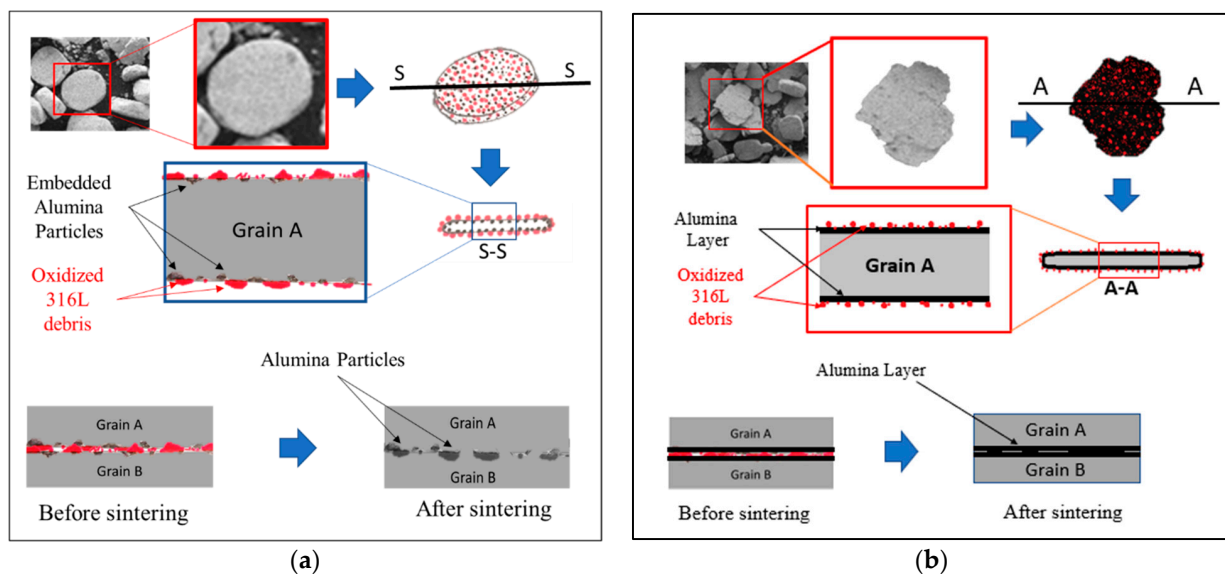 S S
Embedded
Alumina
Particles
Grain A
S-S
Oxidized
316L
debris
Alumina Particles
Grain A
Grain B
Before sintering
Grain A
Grain B
After sintering
(a)
A A
Alumina
Layer
Grain A
Oxidized
316L
debris
A-A
Alumina Layer
Grain A
Grain B
Before sintering
Grain A
Grain B
After sintering
(b)